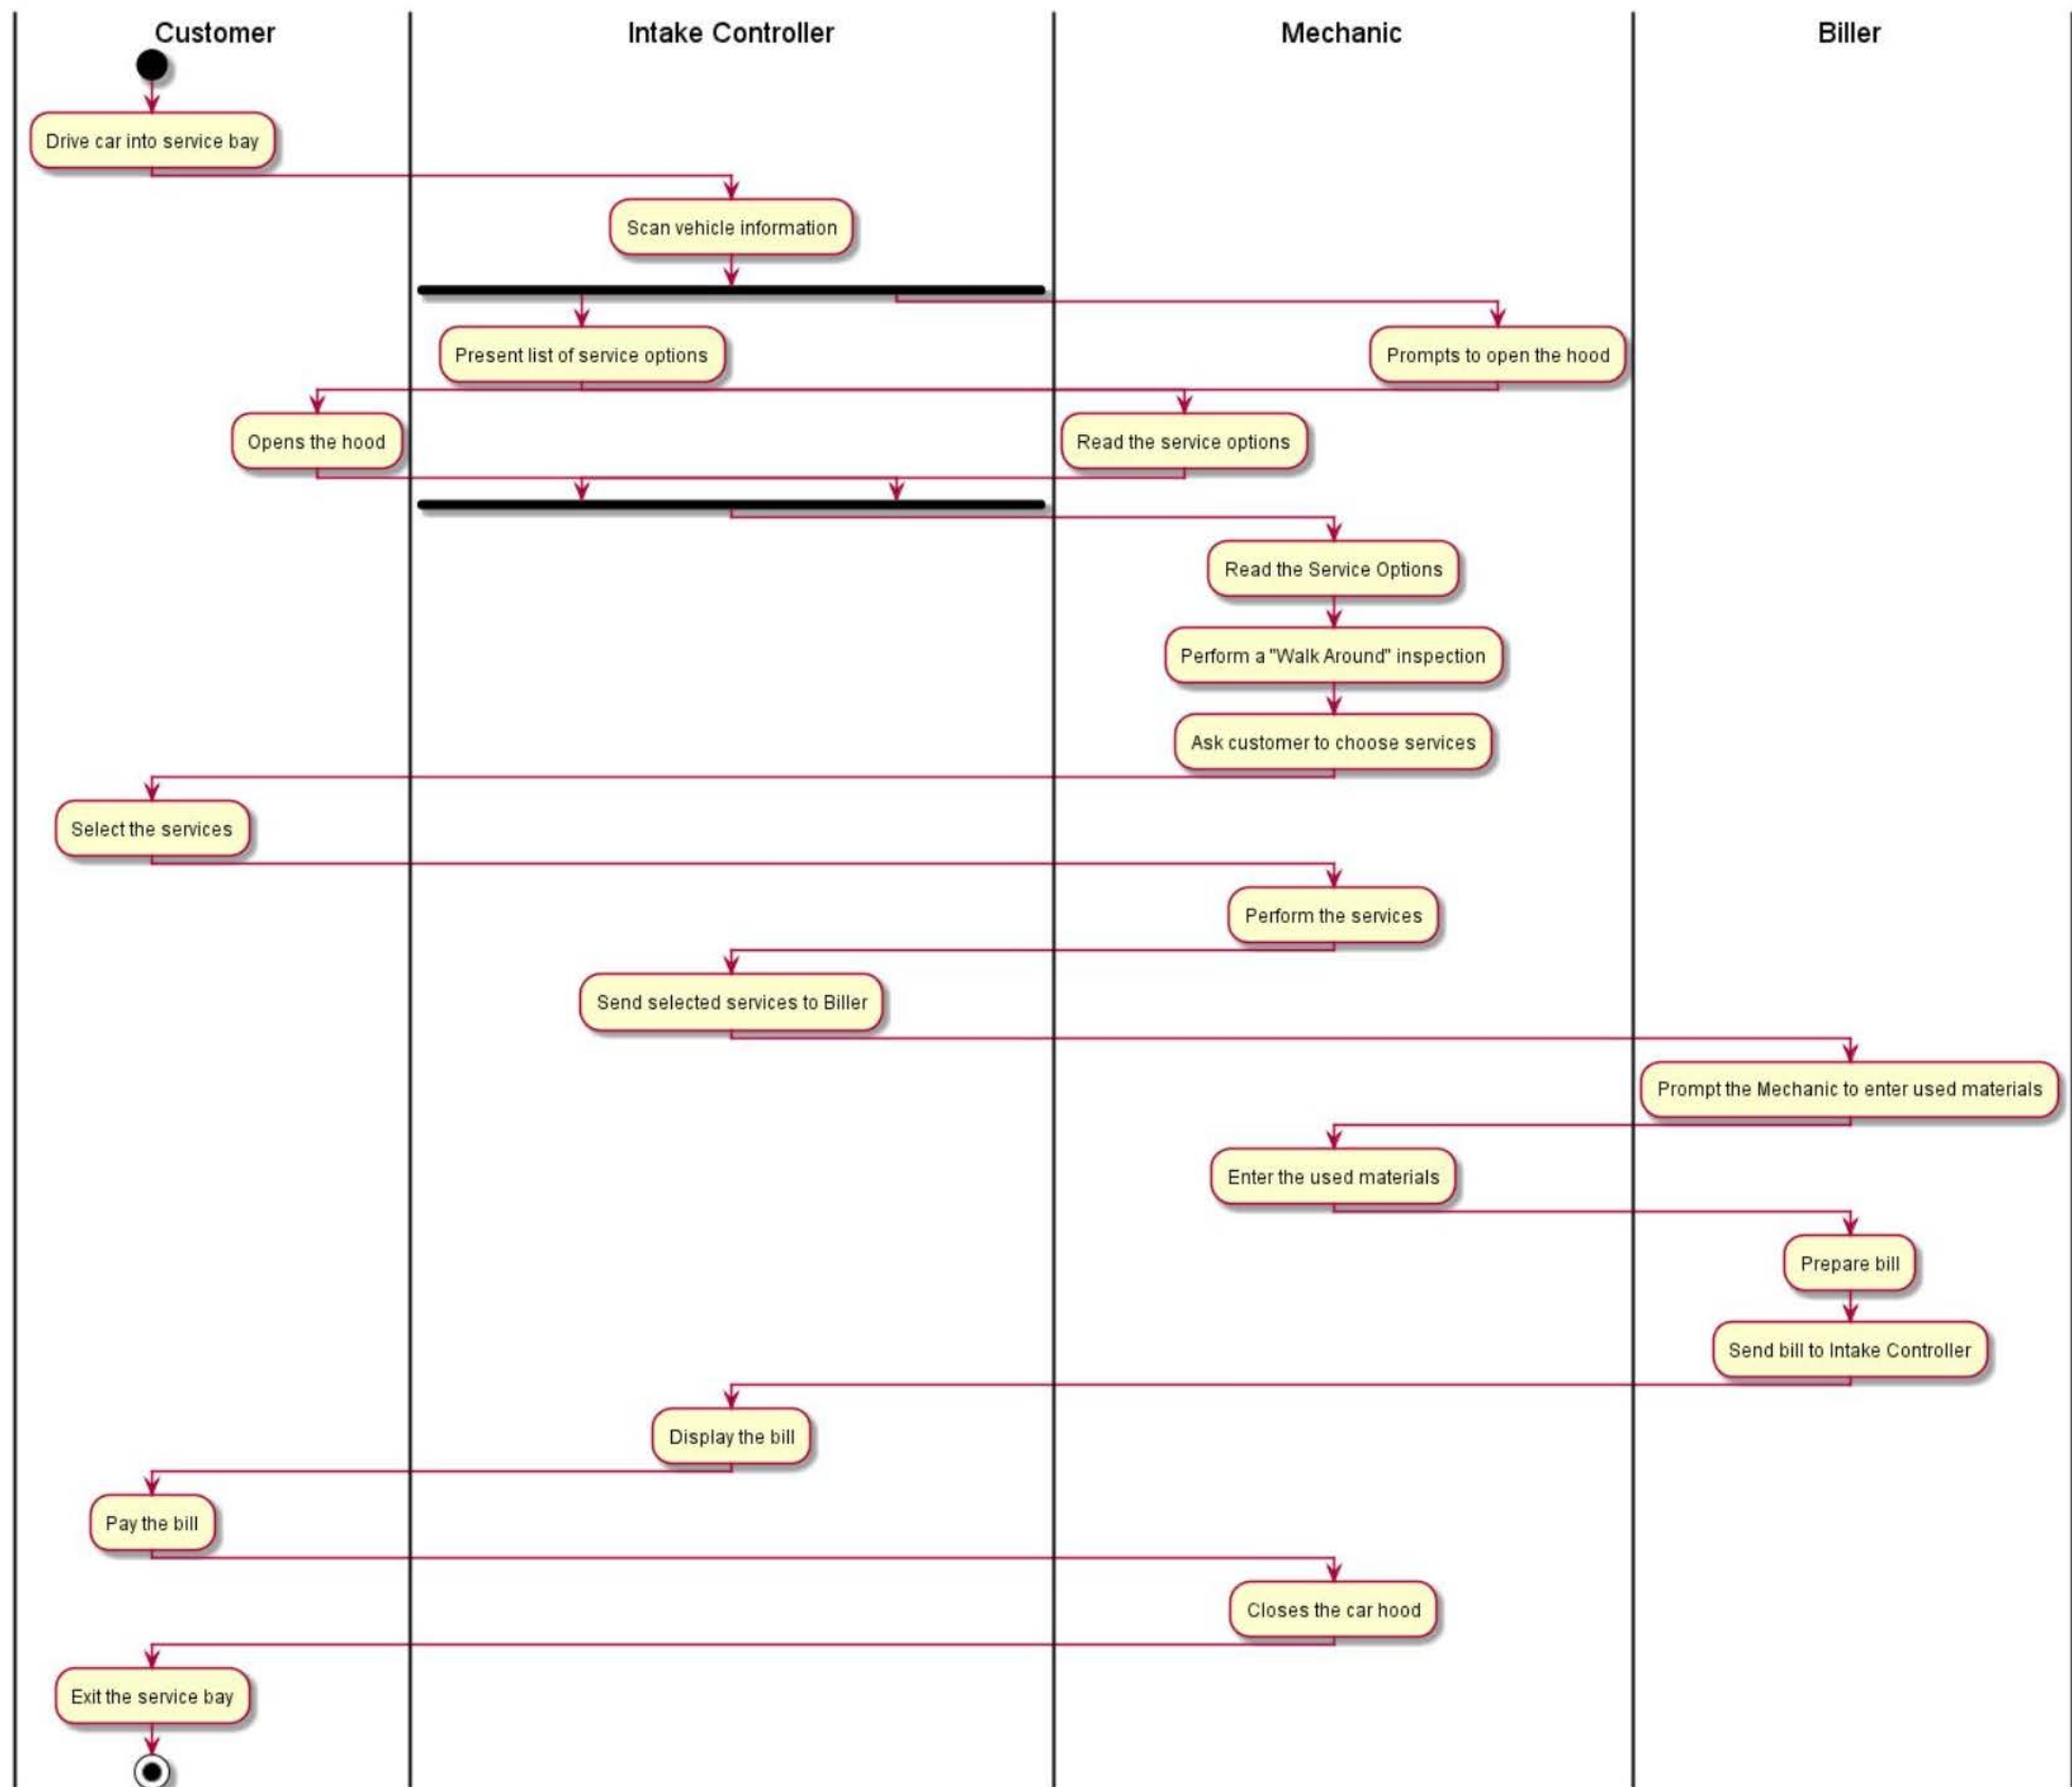 Customer
Intake Controller
Mechanic
Biller
Drive car into service bay
Scan vehicle information
Present list of service options
Prompts to open the hood
Opens the hood
Read the service options
Read the Service Options
Perform a "Walk Around" inspection
Ask customer to choose services
Select the services
Perform the services
Send selected services to Biller
Prompt the Mechanic to enter used materials
Enter the used materials
Prepare bill
Send bill to Intake Controller
Display the bill
Pay the bill
Closes the car hood
Exit the service bay